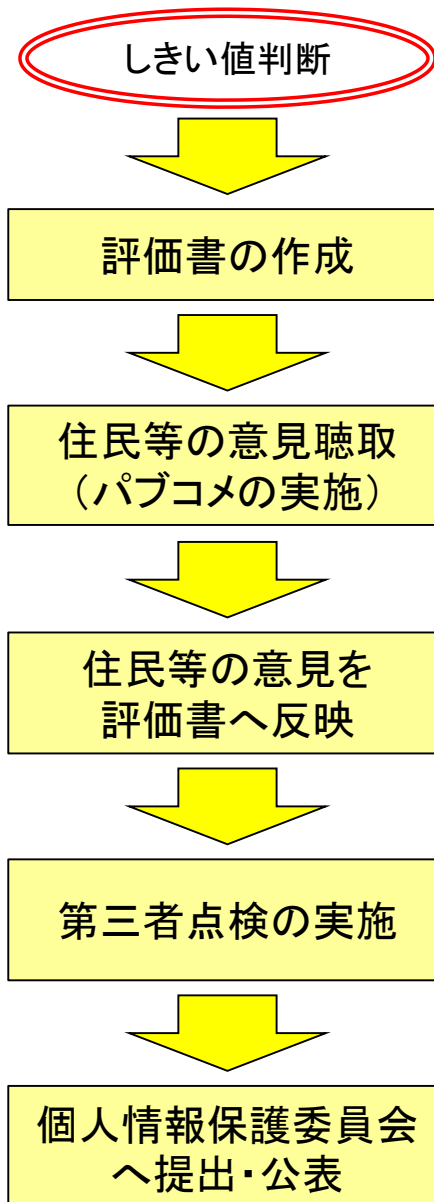 しきい値判断
評価書の作成
住民等の意見聴取
（パブコメの実施）
住民等の意見を
評価書へ反映
第三者点検の実施
個人情報保護委員会
へ提出・公表